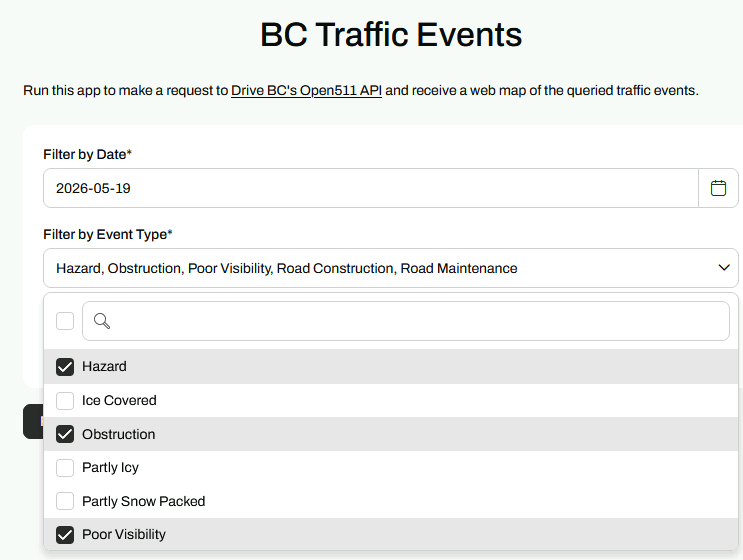 BC Traffic Events
Run this app to make a request to Drive BC's Open511 API and receive a web map of the queried traffic events.
Filter by Date*
2026-05-19
Filter by Event Type*
Hazard, Obstruction, Poor Visibility, Road Construction, Road Maintenance
Hazard
Ice Covered
Obstruction
Partly Icy
Partly Snow Packed
Poor Visibility